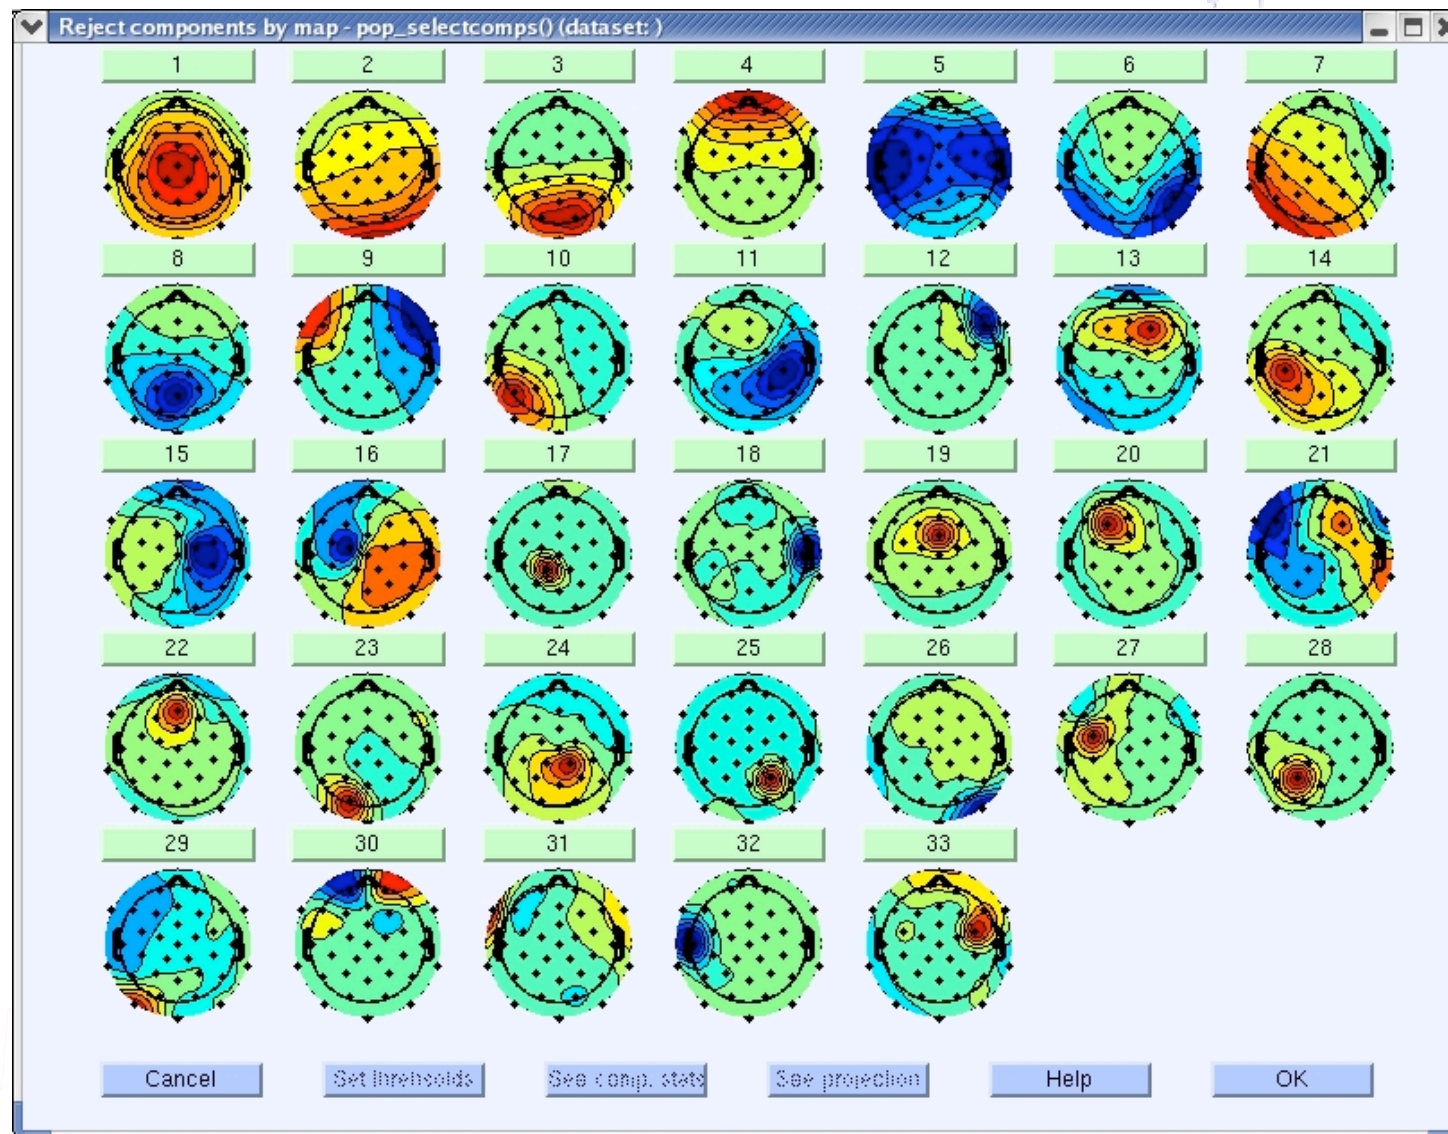 Reject components by map - pop_selectcomps() (dataset: )
1 2 3 4 5 6 7
8 9 10 11 12 13 14
15 16 17 18 19 20 21
22 23 24 25 26 27 28
29 30 31 32 33
Cancel Set threhsolds See comp. stats See projection Help OK